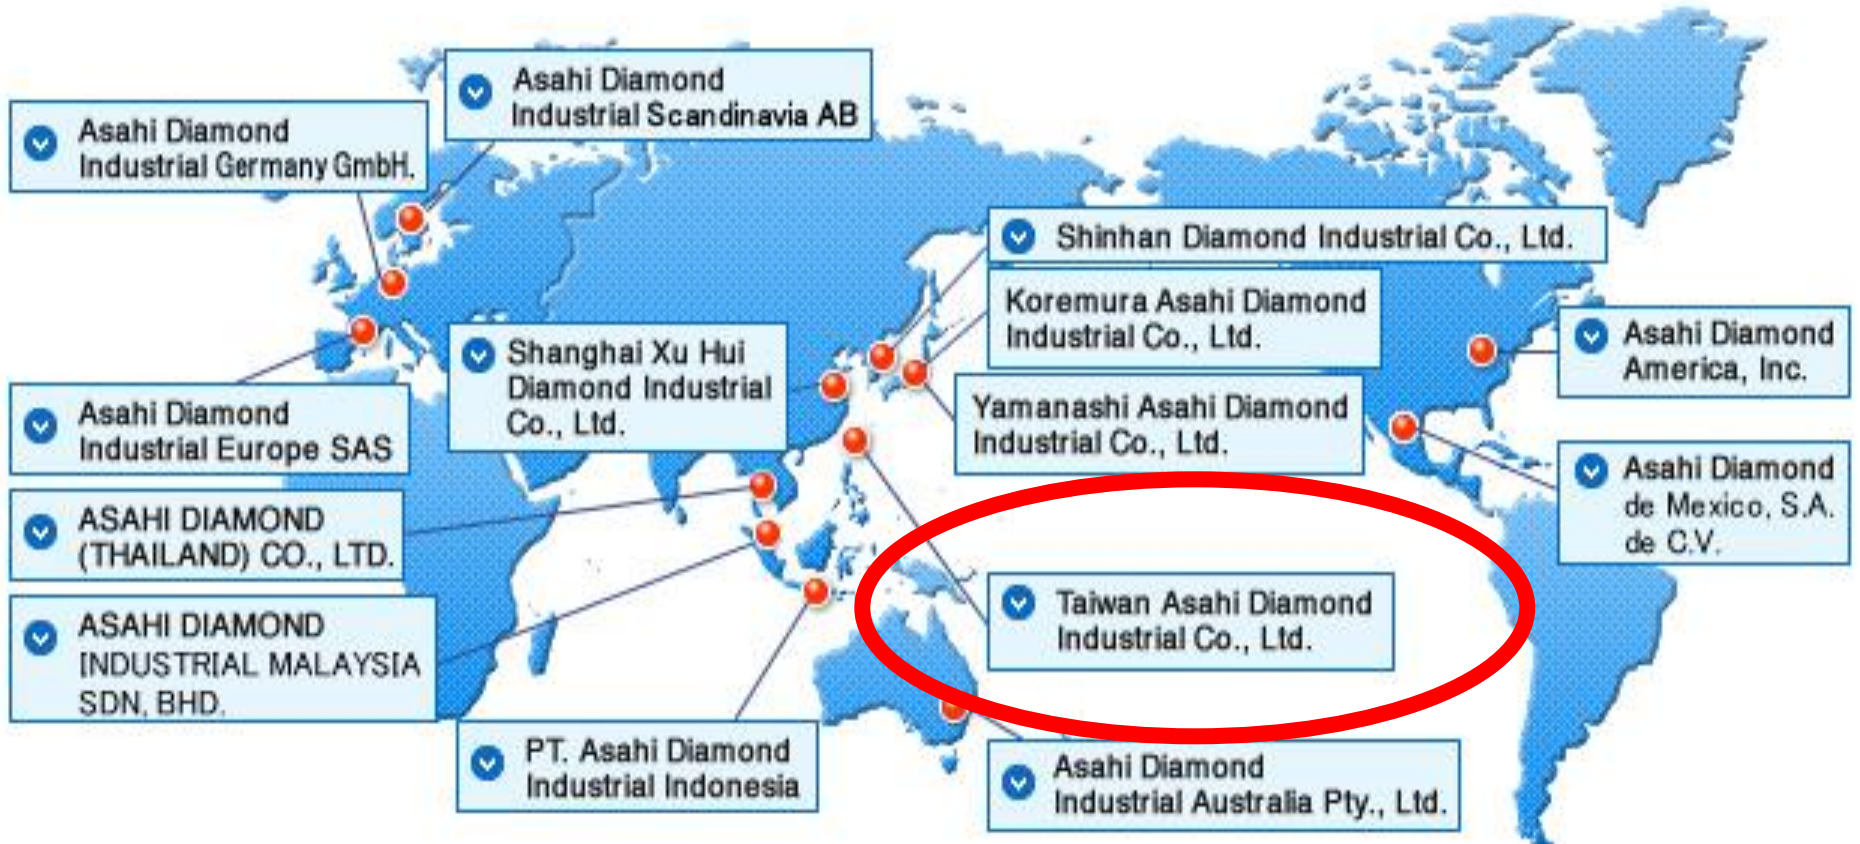 Asahi Diamond
Industrial Scandinavia AB
Asahi Diamond
Industrial Germany GmbH.
Shinhan Diamond Industrial Co., Ltd.
Koremura Asahi Diamond
Industrial Co., Ltd.
Asahi Diamond
America, Inc.
Shanghai Xu Hui
Diamond Industrial
Co., Ltd.
Yamanashi Asahi Diamond
Industrial Co., Ltd.
Asahi Diamond
Industrial Europe SAS
Asahi Diamond
de Mexico, S.A.
de C.V.
ASAHI DIAMOND
(THAILAND) CO., LTD.
Taiwan Asahi Diamond
Industrial Co., Ltd.
ASAHI DIAMOND
INDUSTRIAL MALAYSIA
SDN, BHD.
PT. Asahi Diamond
Industrial Indonesia
Asahi Diamond
Industrial Australia Pty., Ltd.